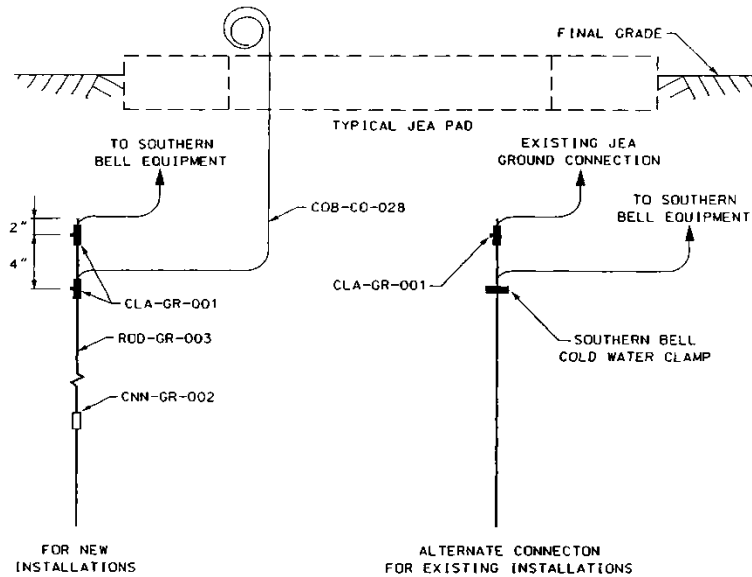 FINAL GRADE
TYPICAL JEA PAD
TO SOUTHERN
BELL EQUIPMENT
EXISTING JEA
GROUND CONNECTION
TO SOUTHERN
BELL EQUIPMENT
COB-CO-028
2"
4"
CLA-GR-001
CLA-GR-001
ROD-GR-003
SOUTHERN BELL
COLD WATER CLAMP
CNN-GR-002
FOR NEW
INSTALLATIONS
ALTERNATE CONNECTON
FOR EXISTING INSTALLATIONS